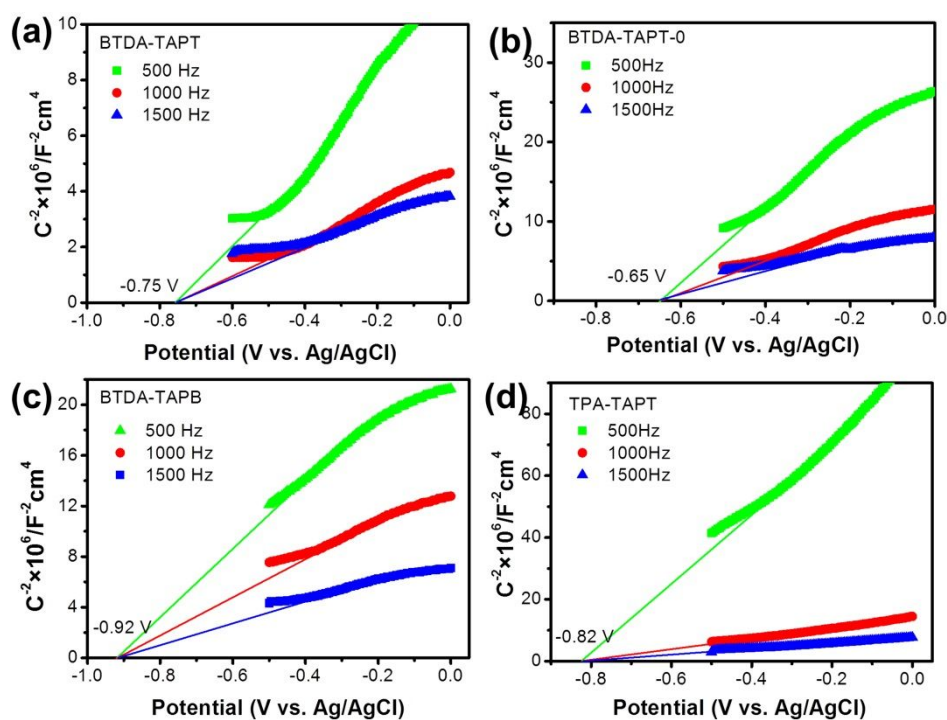 (a)
BTDA-TAPT
500 Hz
1000 Hz
1500 Hz
-0.75 V
C⁻²×10⁶/F⁻²cm⁴
10
8
6
4
2
0
-1.0 -0.8 -0.6 -0.4 -0.2 0.0
Potential (V vs. Ag/AgCl)
(b)
BTDA-TAPT-0
500Hz
1000Hz
1500Hz
-0.65 V
C⁻²×10⁶/F⁻²cm⁴
30
20
10
0
-0.8 -0.6 -0.4 -0.2 0.0
Potential (V vs. Ag/AgCl)
(c)
BTDA-TAPB
500 Hz
1000 Hz
1500 Hz
-0.92 V
C⁻²×10⁶/F⁻²cm⁴
20
16
12
8
4
0
-1.0 -0.8 -0.6 -0.4 -0.2 0.0
Potential (V vs. Ag/AgCl)
(d)
TPA-TAPT
500Hz
1000Hz
1500Hz
-0.82 V
C⁻²×10⁶/F⁻²cm⁴
80
60
40
20
0
-0.8 -0.6 -0.4 -0.2 0.0
Potential (V vs. Ag/AgCl)